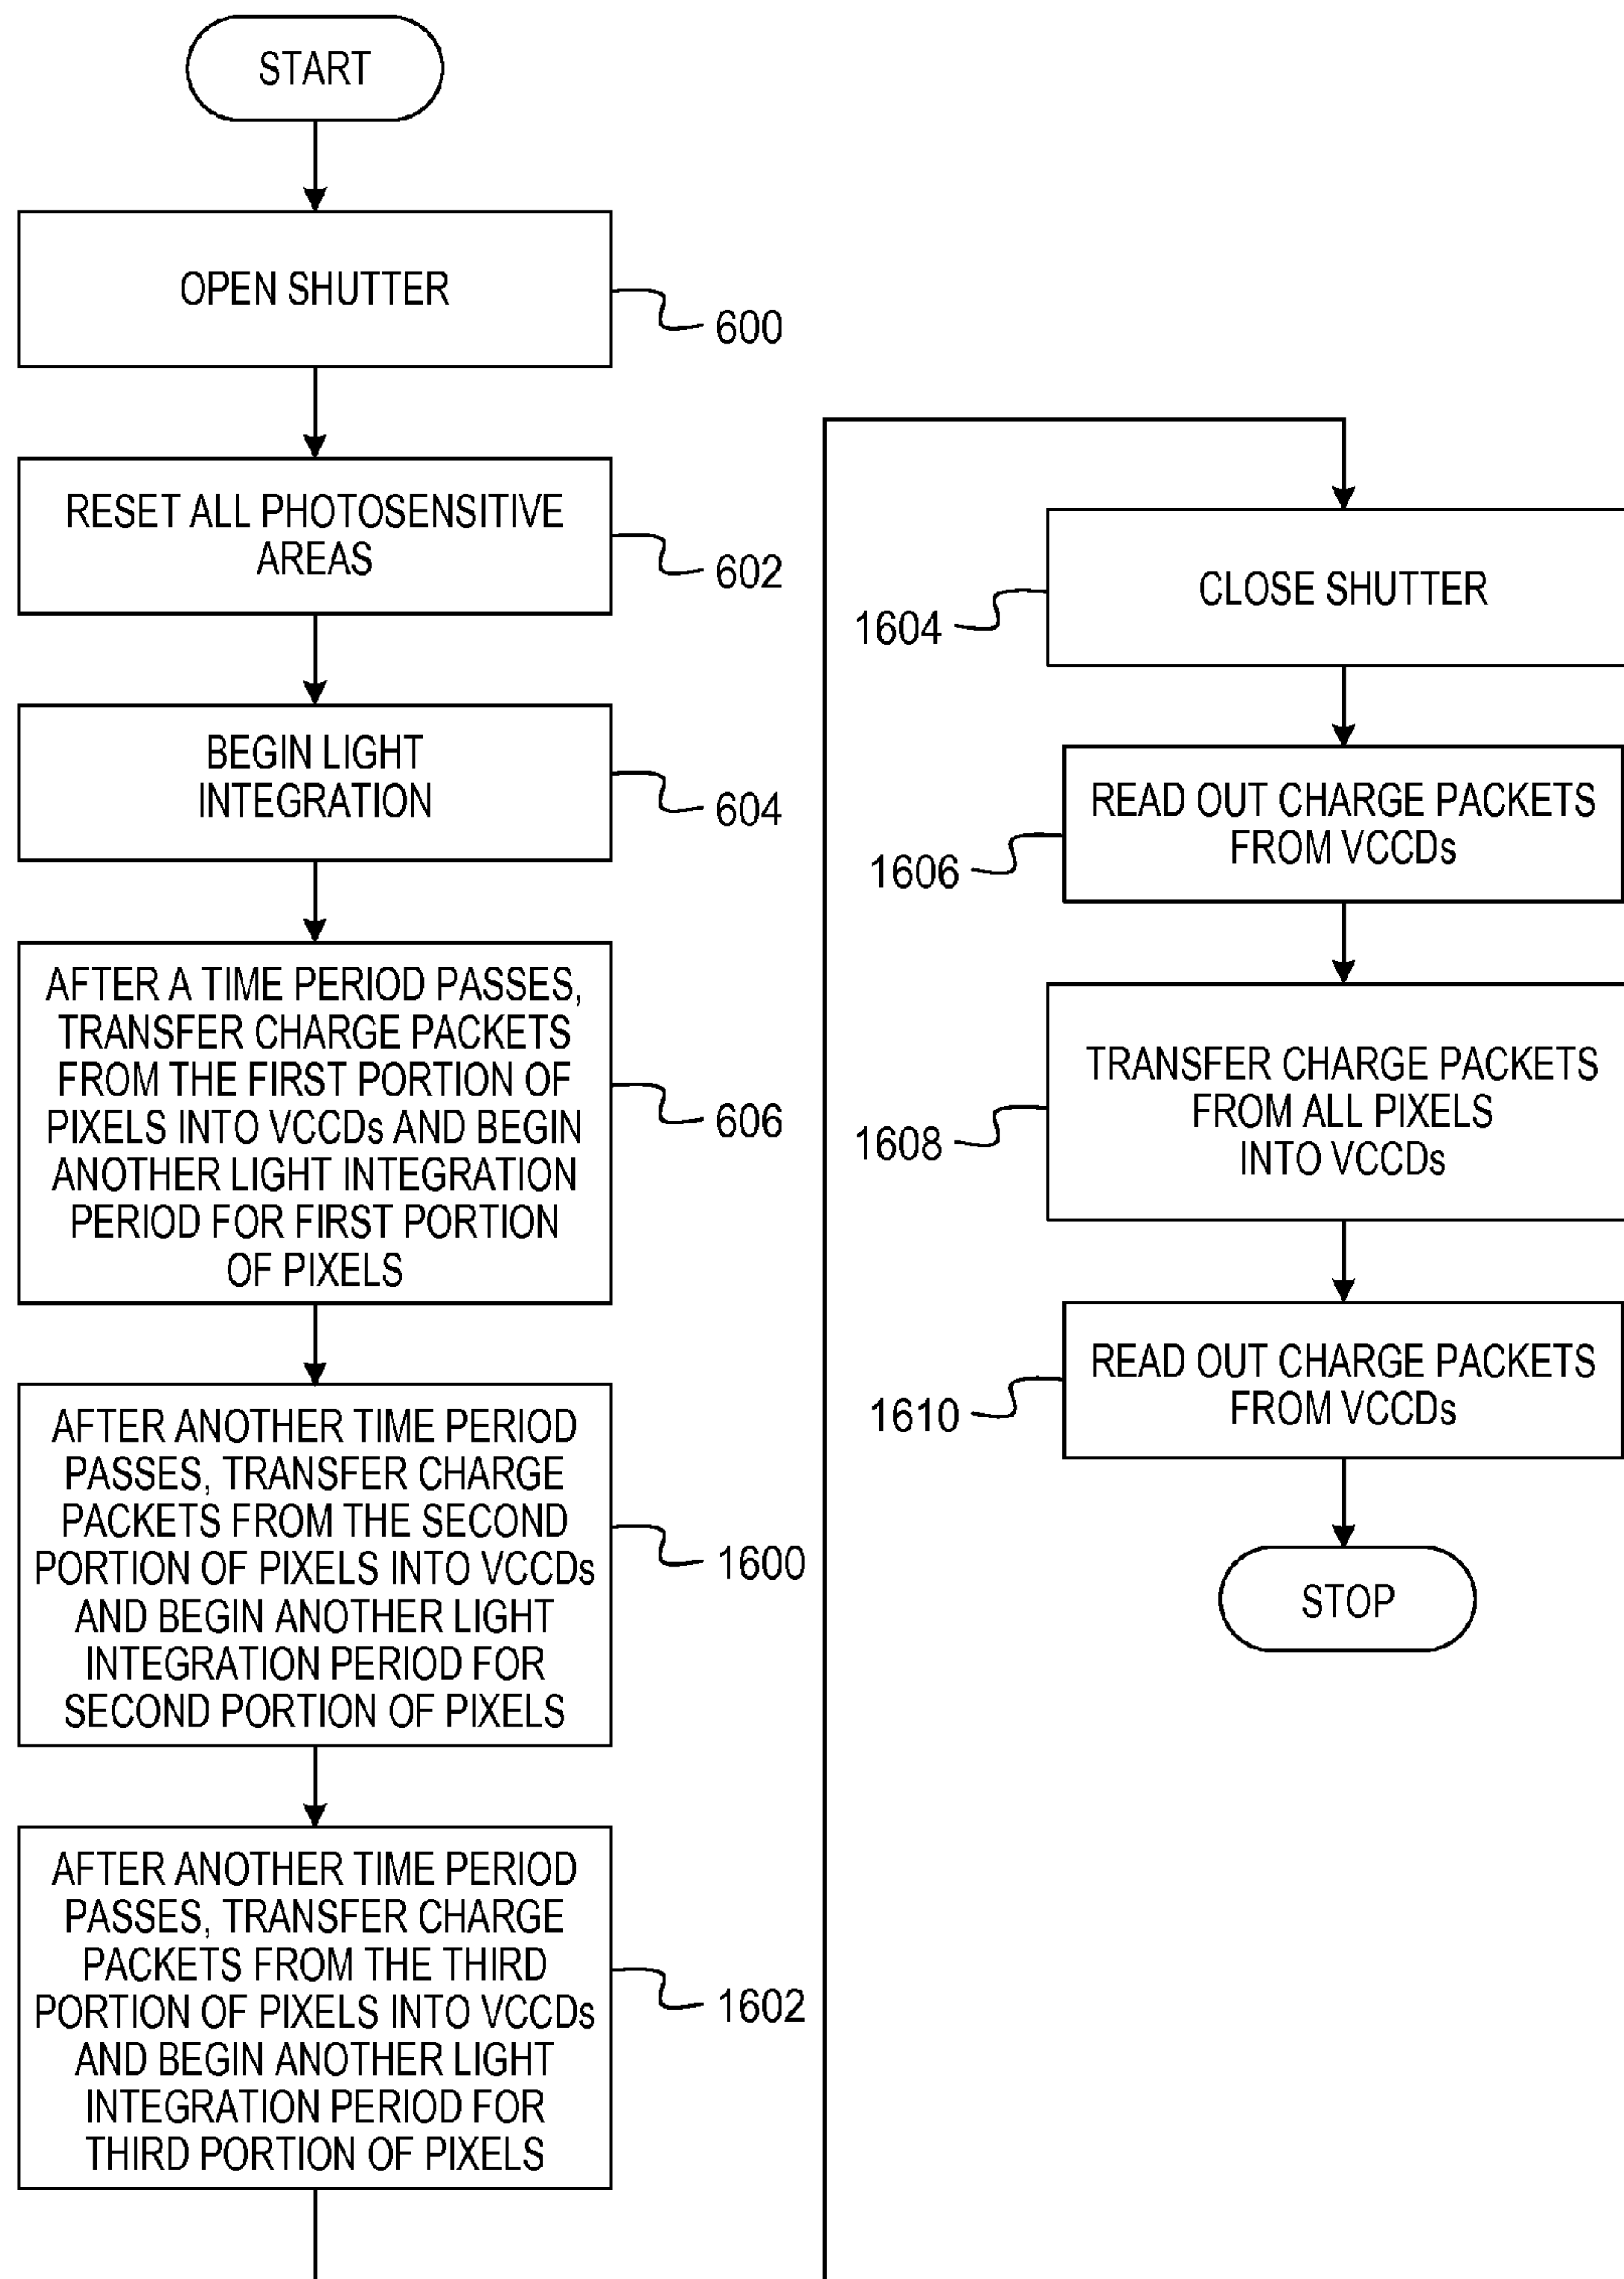 START
OPEN SHUTTER
600
RESET ALL PHOTOSENSITIVE
AREAS
602
BEGIN LIGHT
INTEGRATION
604
AFTER A TIME PERIOD PASSES,
TRANSFER CHARGE PACKETS
FROM THE FIRST PORTION OF
PIXELS INTO VCCDs AND BEGIN
ANOTHER LIGHT INTEGRATION
PERIOD FOR FIRST PORTION
OF PIXELS
606
AFTER ANOTHER TIME PERIOD
PASSES, TRANSFER CHARGE
PACKETS FROM THE SECOND
PORTION OF PIXELS INTO VCCDs
AND BEGIN ANOTHER LIGHT
INTEGRATION PERIOD FOR
SECOND PORTION OF PIXELS
1600
AFTER ANOTHER TIME PERIOD
PASSES, TRANSFER CHARGE
PACKETS FROM THE THIRD
PORTION OF PIXELS INTO VCCDs
AND BEGIN ANOTHER LIGHT
INTEGRATION PERIOD FOR
THIRD PORTION OF PIXELS
1602
CLOSE SHUTTER
1604
READ OUT CHARGE PACKETS
FROM VCCDs
1606
TRANSFER CHARGE PACKETS
FROM ALL PIXELS
INTO VCCDs
1608
READ OUT CHARGE PACKETS
FROM VCCDs
1610
STOP